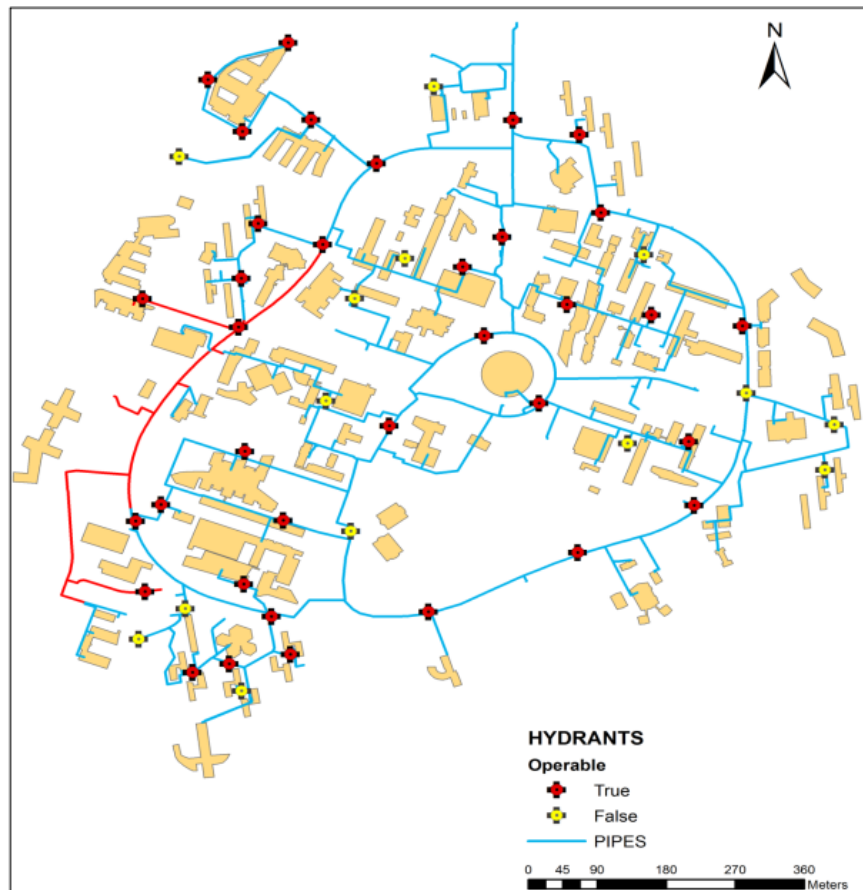 N
HYDRANTS
Operable
True
False
PIPES
0 45 90 180 270 360
Meters